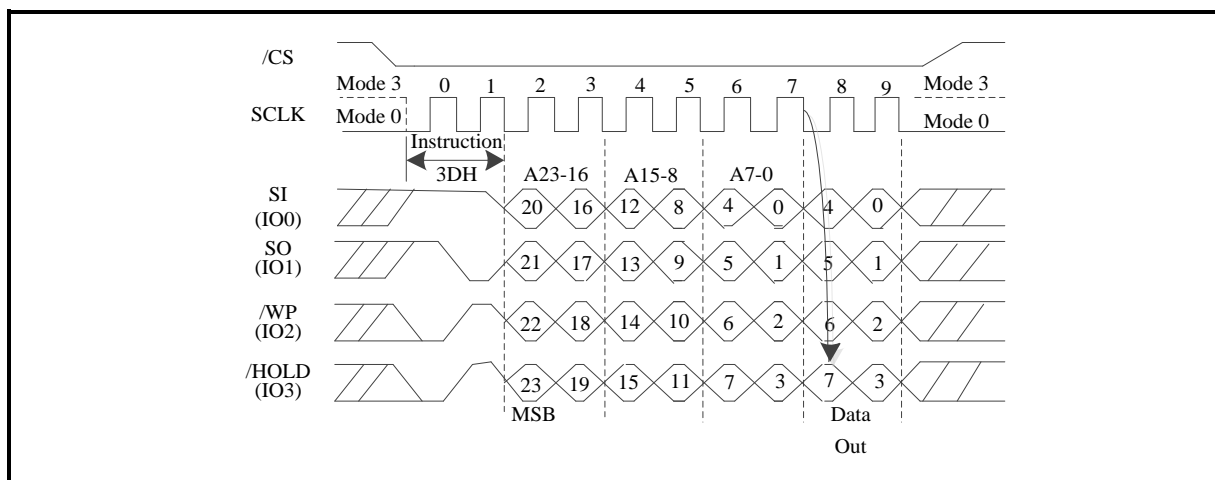 /CS
Mode 3 0 1 2 3 4 5 6 7 8 9 Mode 3
SCLK
Mode 0 Mode 0
Instruction
3DH A23-16 A15-8 A7-0
SI
(IO0) 20 16 12 8 4 0 4 0
SO
(IO1) 21 17 13 9 5 1 5 1
/WP
(IO2) 22 18 14 10 6 2 6 2
/HOLD
(IO3) 23 19 15 11 7 3 7 3
MSB Data
Out